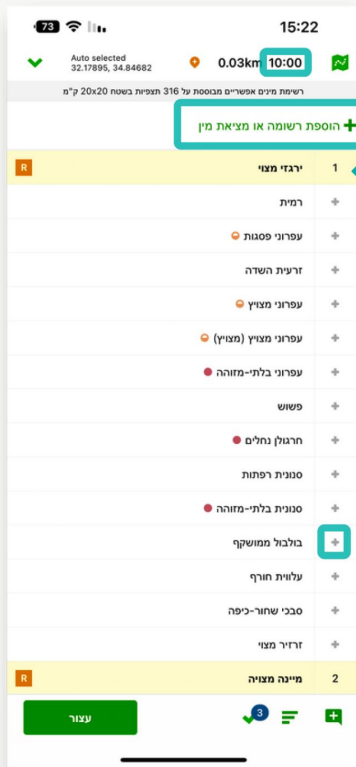 73 15:22
Auto selected
32.17895, 34.84682
0.03km 10:00
רשימת מינים אפשריים מבוססת על 316 תצפיות בשטח 20x20 ק"מ
הוספת רשומה או מציאת מין
1 ירגזי מצוי R
רמית
עפרוני פסגות
זרעית השדה
עפרוני מצויץ
עפרוני מצויץ (מצויץ)
עפרוני בלתי-מזוהה
פשוש
חרגולן נחלים
סנונית רפתות
סנונית בלתי-מזוהה
בולבול ממושקף
עלווית חורף
סבכי שחור-כיפה
זרזיר מצוי
2 מיינה מצויה R
3
עצור